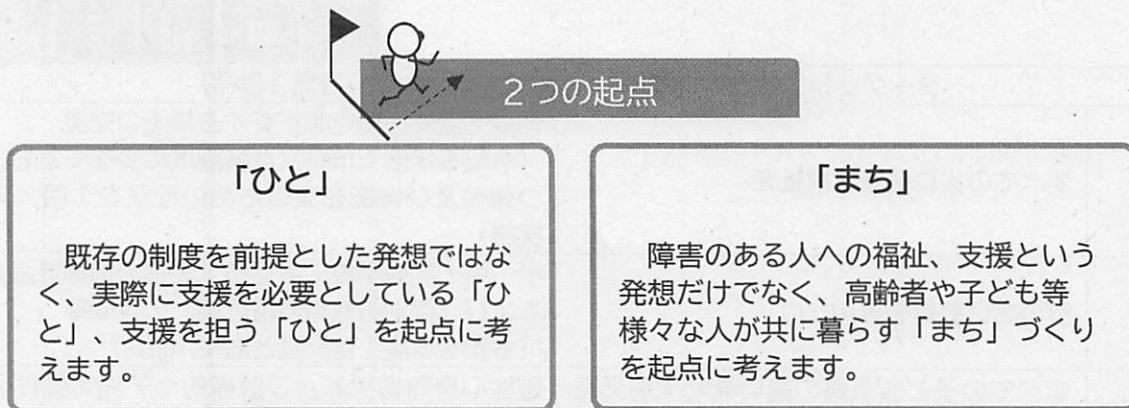 2つの起点
「ひと」
既存の制度を前提とした発想ではな
く、実際に支援を必要としている「ひ
と」、支援を担う「ひと」を起点に考
えます。
「まち」
障害のある人への福祉、支援という
発想だけでなく、高齢者や子ども等
様々な人が共に暮らす「まち」づくり
を起点に考えます。